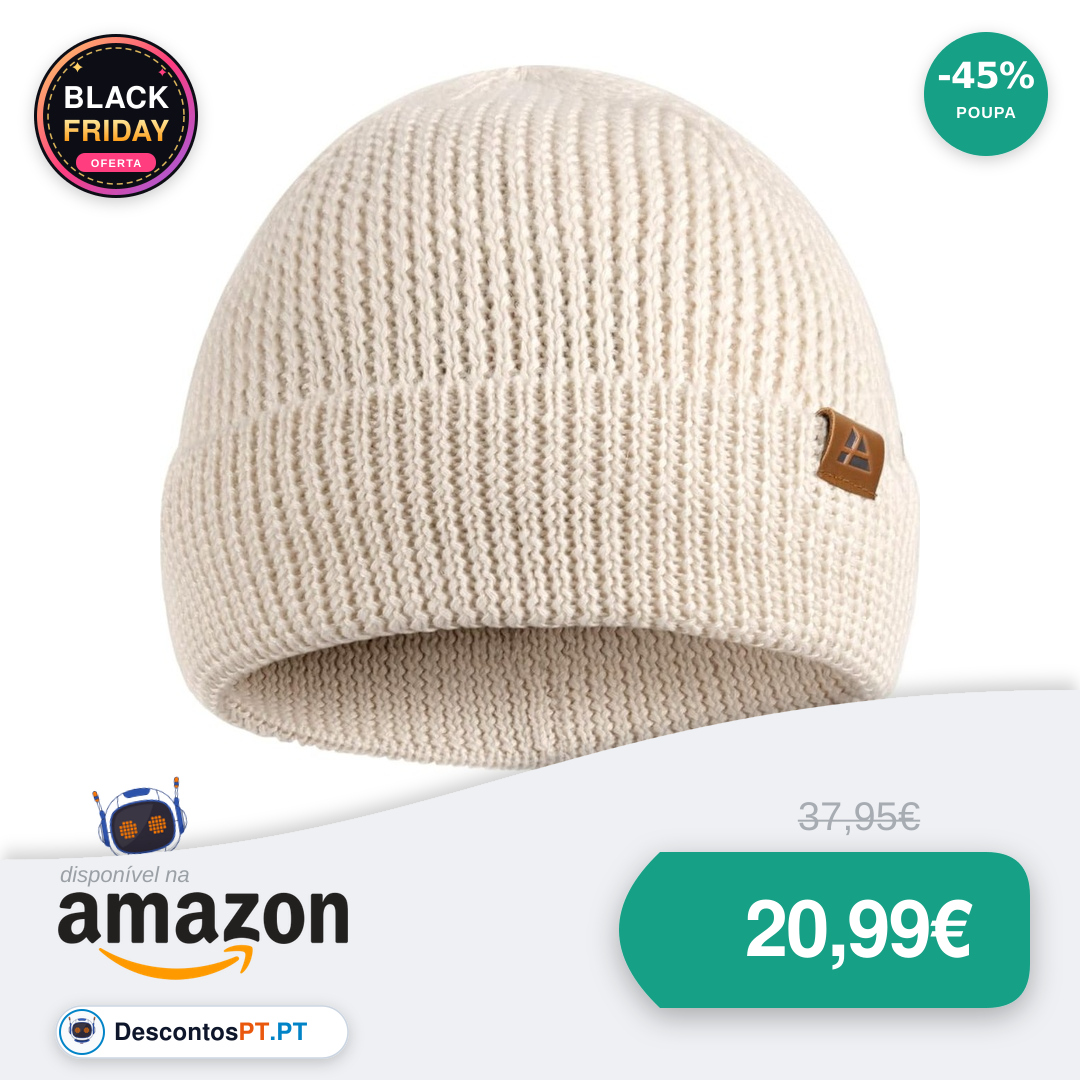 BLACK
FRIDAY
OFERTA
-45%
POUPA
37,95€
20,99€
disponível na
amazon
DescontosPT.PT